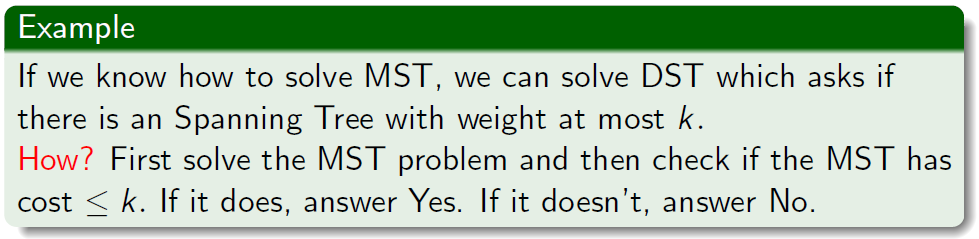 Example
If we know how to solve MST, we can solve DST which asks if
there is an Spanning Tree with weight at most k.
How? First solve the MST problem and then check if the MST has
cost ≤ k. If it does, answer Yes. If it doesn't, answer No.